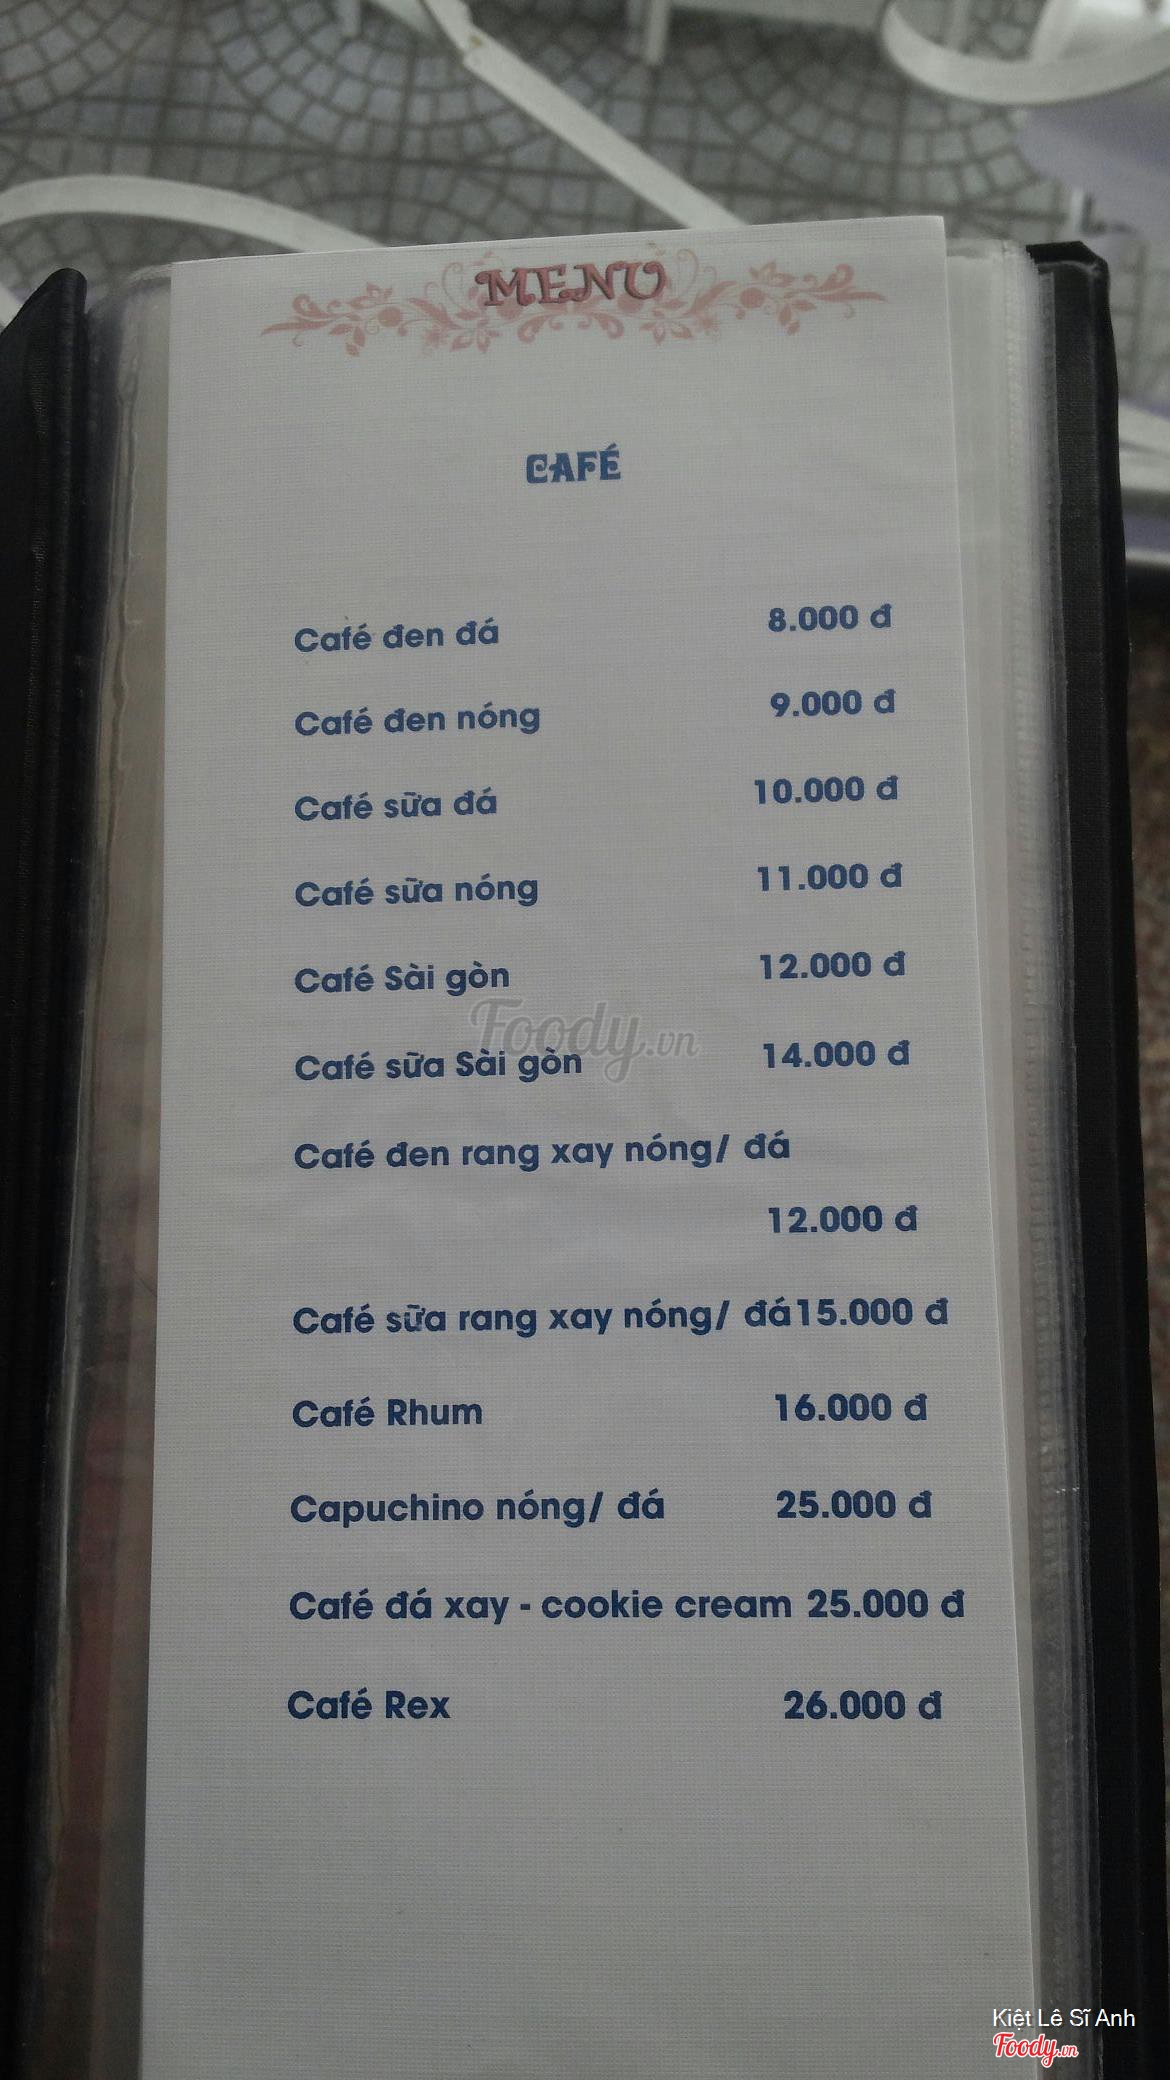 MENU
CAFÉ
Café đen đá 8.000 đ
Café đen nóng 9.000 đ
Café sữa đá 10.000 đ
Café sữa nóng 11.000 đ
Café Sài gòn 12.000 đ
Foody.vn
Café sữa Sài gòn 14.000 đ
Café đen rang xay nóng/ đá
12.000 đ
Café sữa rang xay nóng/ đá15.000 đ
Café Rhum 16.000 đ
Capuchino nóng/ đá 25.000 đ
Café đá xay - cookie cream 25.000 đ
Café Rex 26.000 đ
Kiệt Lê Sĩ Anh
Foody.vn